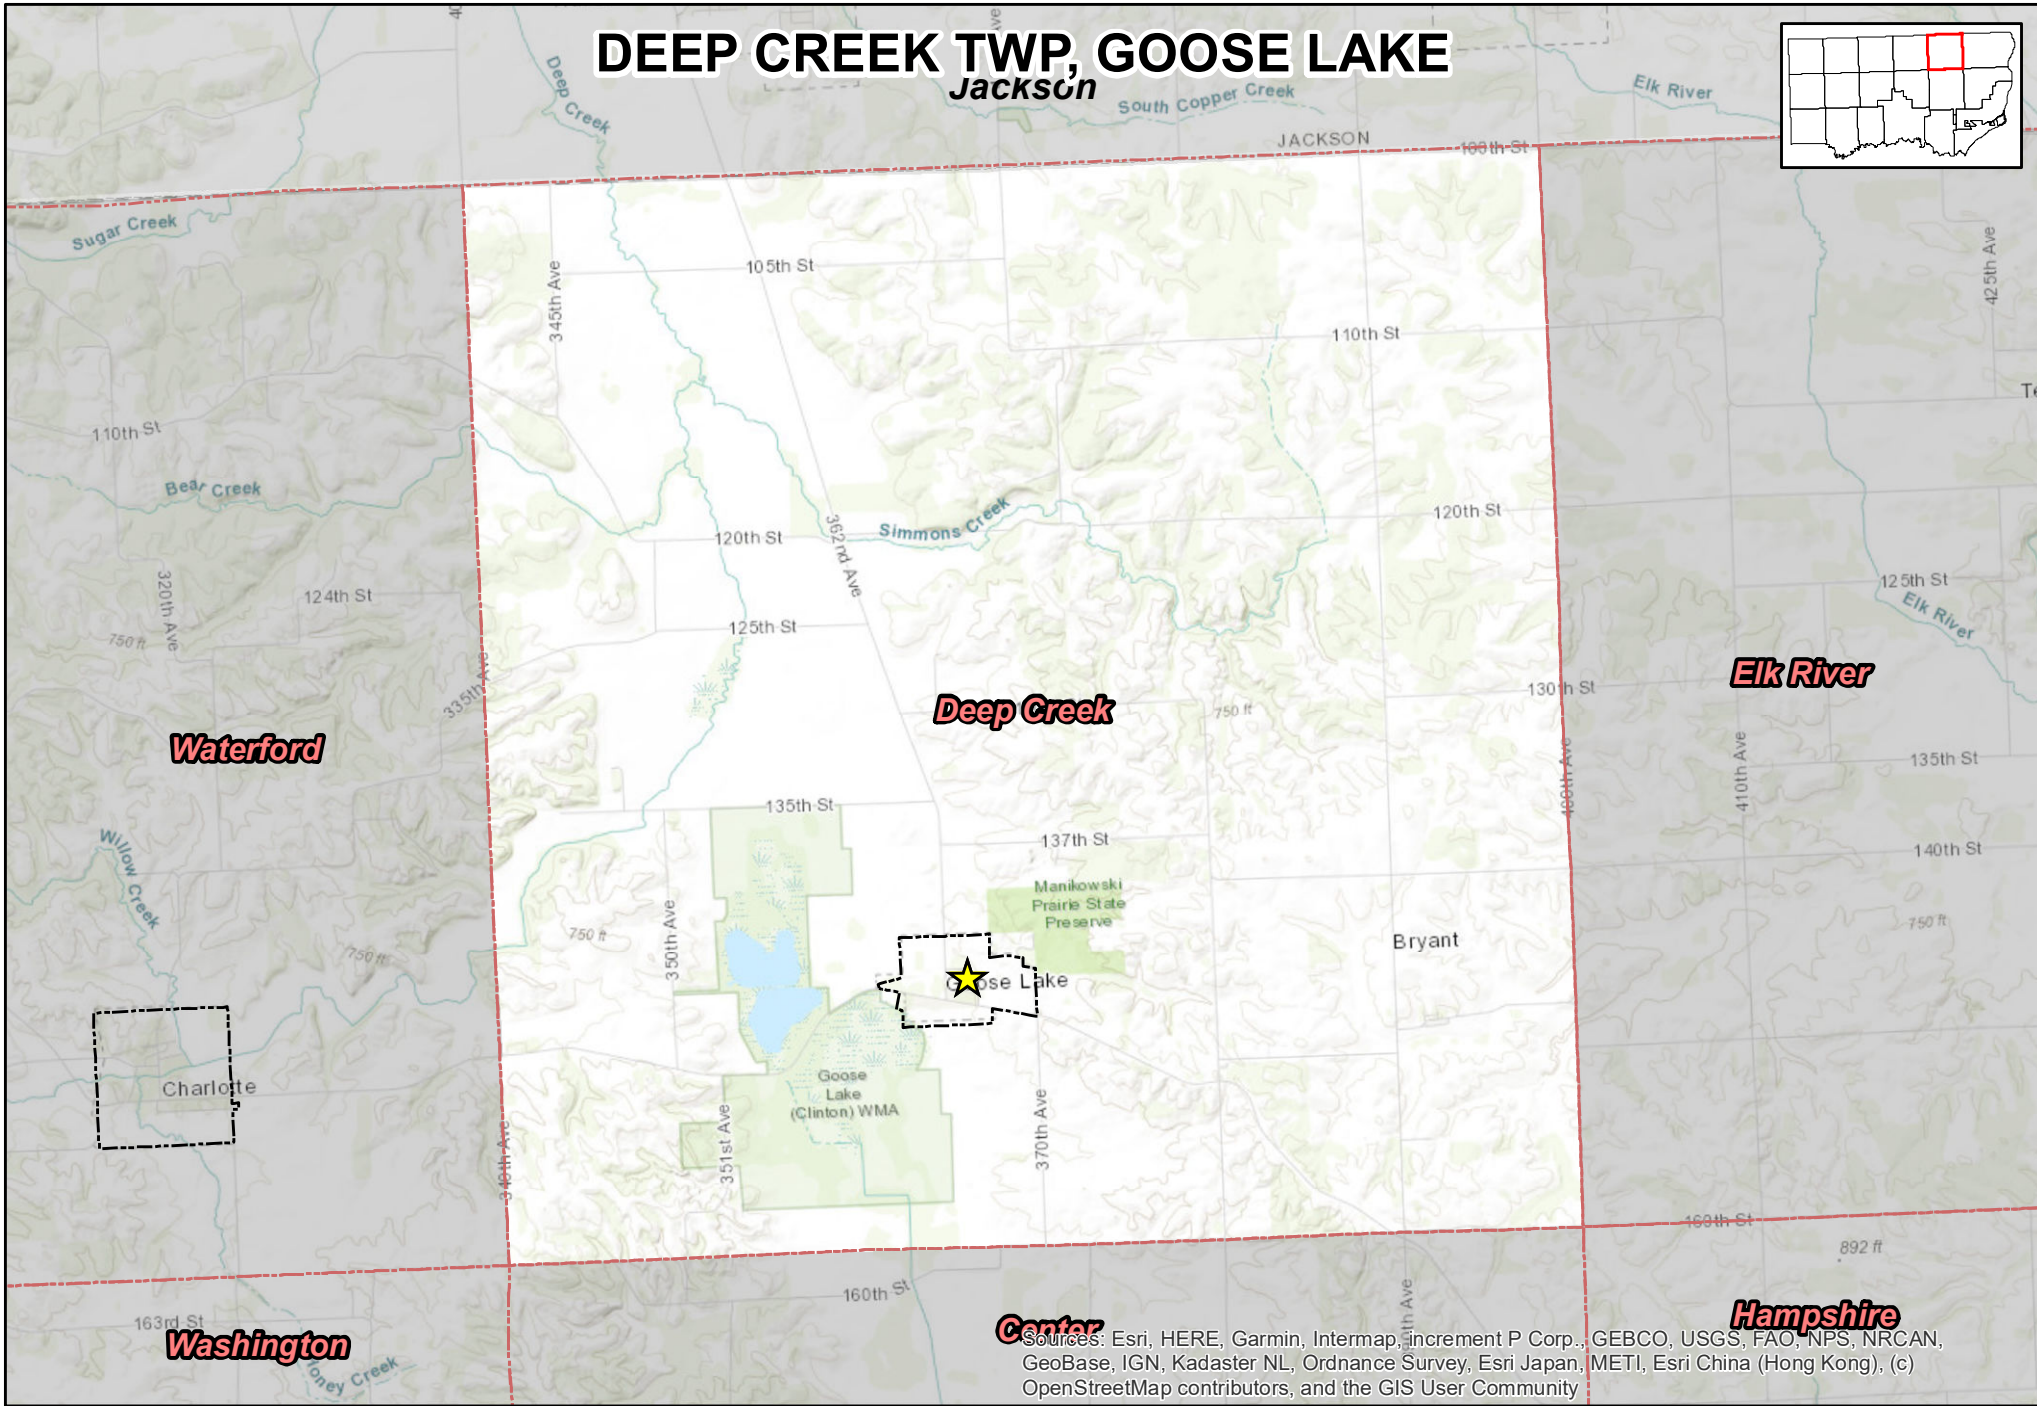 DEEP CREEK TWP, GOOSE LAKE
Jackson
Deep Creek
South Copper Creek
Elk River
JACKSON
Sugar Creek
105th St
345th Ave
425th Ave
110th St
110th St
Bear Creek
362nd Ave
Simmons Creek
120th St
120th St
320th Ave
124th St
125th St
125th St
Elk River
750 ft
335th Ave
Deep Creek
750 ft
130th St
Elk River
Waterford
135th St
410th Ave
400th Ave
135th St
137th St
140th St
Willow Creek
Manikowski
Prairie State
Preserve
350th Ave
750 ft
750 ft
750 ft
Bryant
Goose Lake
Charlotte
Goose
Lake
(Clinton) WMA
351st Ave
370th Ave
340th Ave
160th St
892 ft
160th St
163rd St
Washington
Honey Creek
Center
Hampshire
Sources: Esri, HERE, Garmin, Intermap, increment P Corp., GEBCO, USGS, FAO, NPS, NRCAN,
GeoBase, IGN, Kadaster NL, Ordnance Survey, Esri Japan, METI, Esri China (Hong Kong), (c)
OpenStreetMap contributors, and the GIS User Community